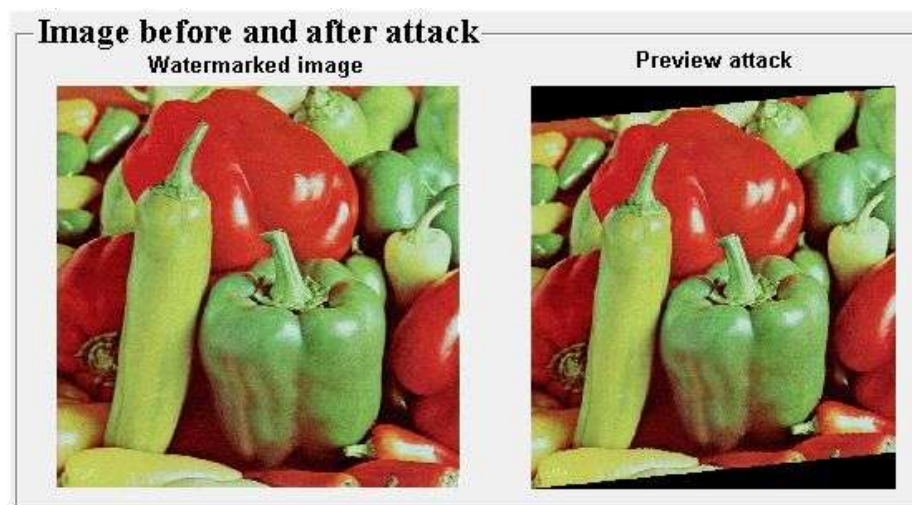 Image before and after attack
Watermarked image
Preview attack